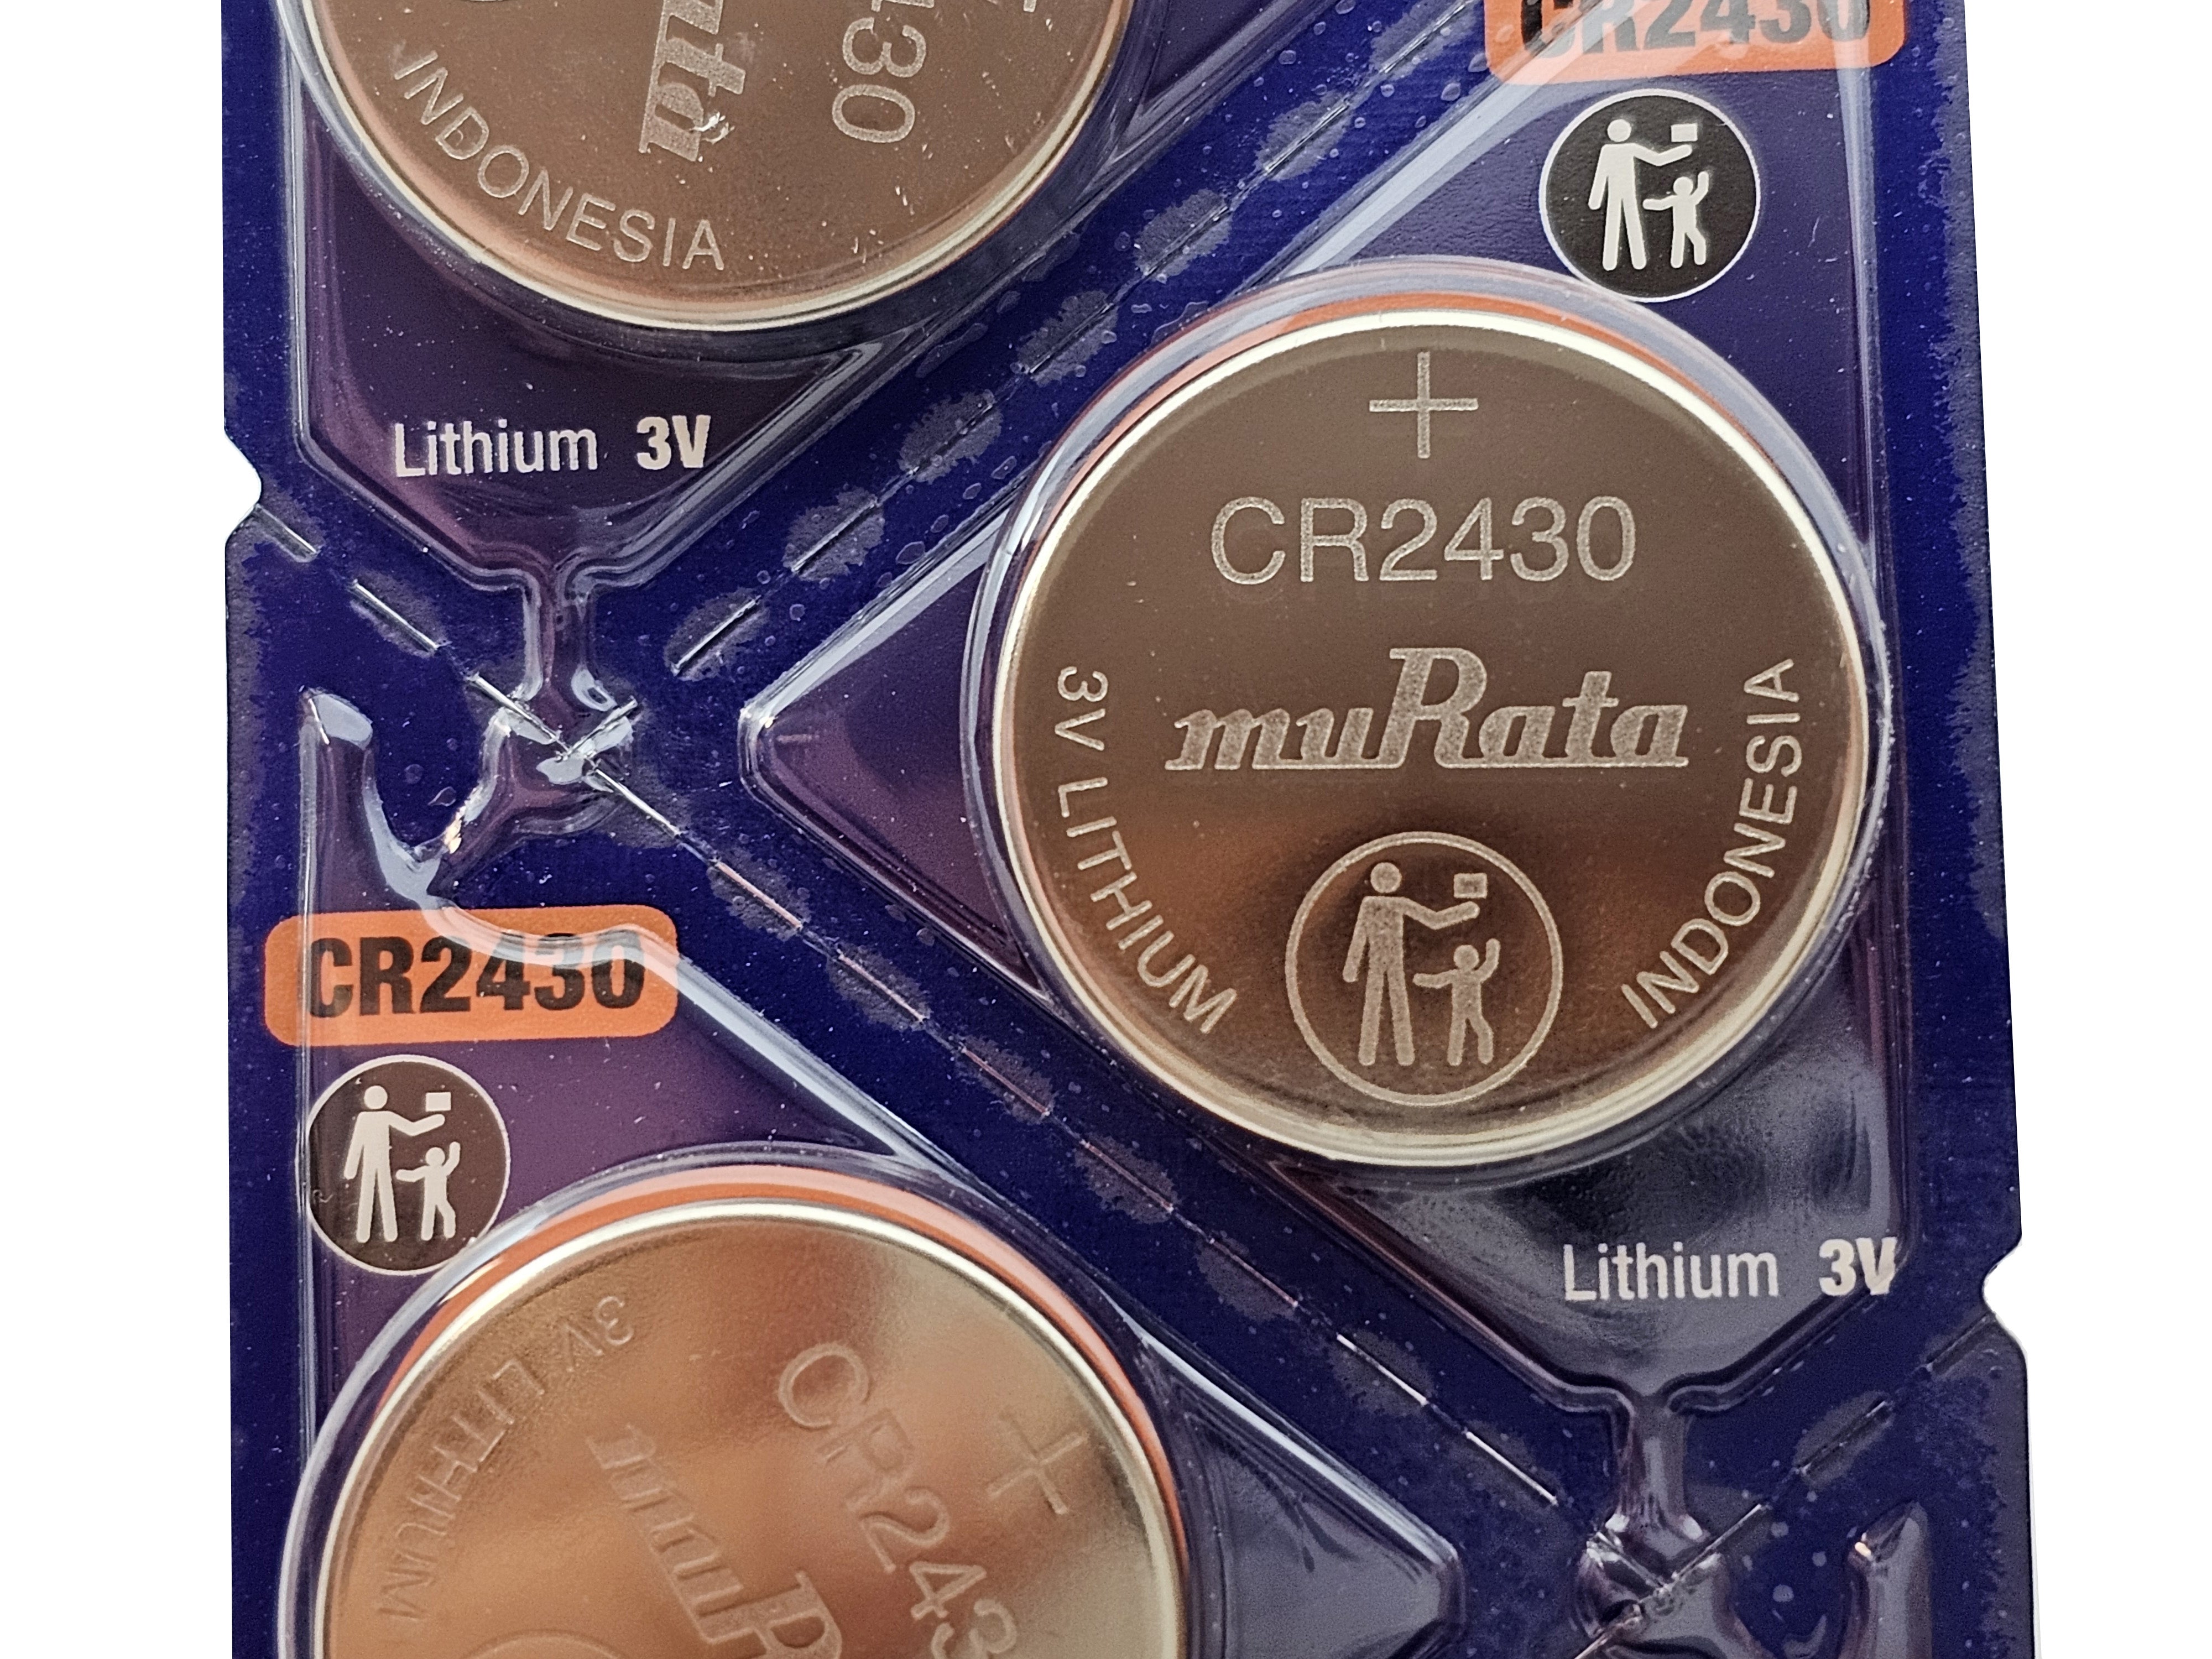 INDONESIA
CR2430
Lithium 3V
+
CR2430
muRata
3V LITHIUM
INDONESIA
CR2430
Lithium 3V
3V LITHIUM
+